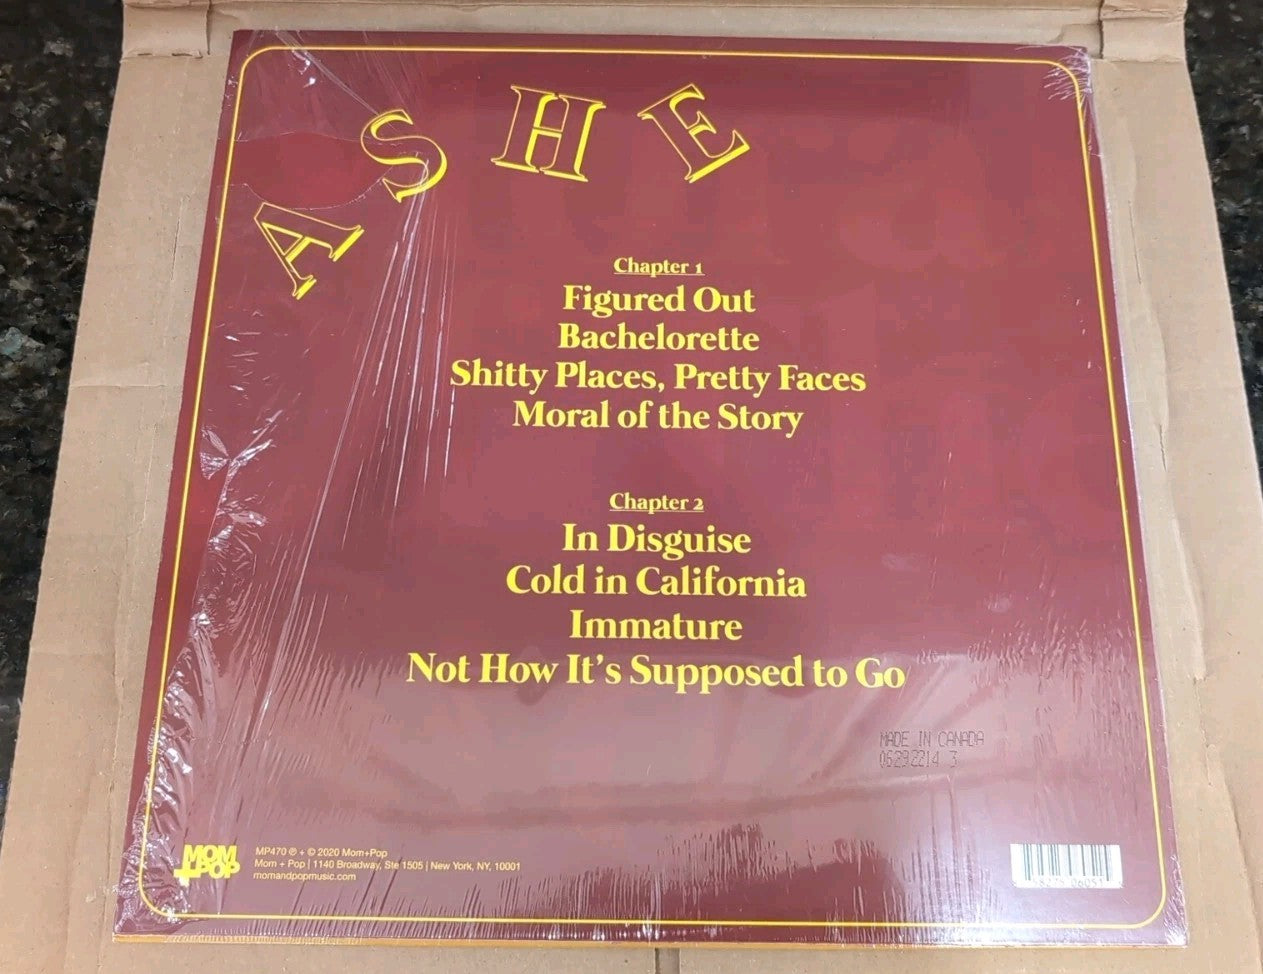 ASHE
Chapter 1
Figured Out
Bachelorette
Shitty Places, Pretty Faces
Moral of the Story
Chapter 2
In Disguise
Cold in California
Immature
Not How It's Supposed to Go
MADE IN CANADA
06292214 3
MOM
+POP
MP470 ℗ + © 2020 Mom+Pop
Mom + Pop | 1140 Broadway, Ste 1505 | New York, NY, 10001
momandpopmusic.com